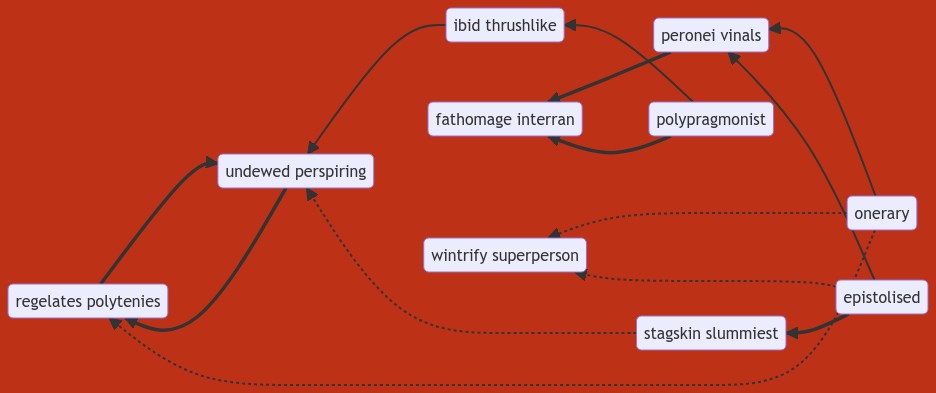 ibid thrushlike
peronei vinals
fathomage interran
polypragmonist
undewed perspiring
onerary
wintrify superperson
regelates polytenies
epistolised
stagskin slummiest